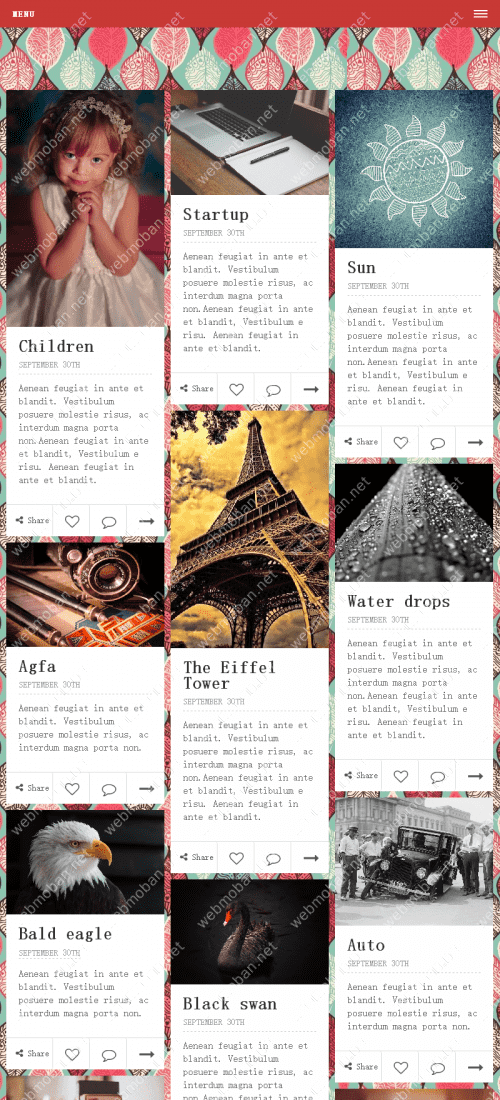 MENU
Children
SEPTEMBER 30TH
Aenean feugiat in ante et
blandit. Vestibulum
posuere molestie risus, ac
interdum magna porta
non.Aenean feugiat in ante
et blandit, Vestibulum e
risu. Aenean feugiat in
ante et blandit.
Share
Agfa
SEPTEMBER 30TH
Aenean feugiat in ante et
blandit. Vestibulum
posuere molestie risus, ac
interdum magna porta non.
Share
Bald eagle
SEPTEMBER 30TH
Aenean feugiat in ante et
blandit. Vestibulum
posuere molestie risus, ac
interdum magna porta non.
Share
Startup
SEPTEMBER 30TH
Aenean feugiat in ante et
blandit. Vestibulum
posuere molestie risus, ac
interdum magna porta
non.Aenean feugiat in ante
et blandit, Vestibulum e
risu. Aenean feugiat in
ante et blandit.
Share
The Eiffel
Tower
SEPTEMBER 30TH
Aenean feugiat in ante et
blandit. Vestibulum
posuere molestie risus, ac
interdum magna porta
non.Aenean feugiat in ante
et blandit, Vestibulum e
risu. Aenean feugiat in
ante et blandit.
Share
Black swan
SEPTEMBER 30TH
Aenean feugiat in ante et
blandit. Vestibulum
posuere molestie risus, ac
interdum magna porta
non.Aenean feugiat in ante
Sun
SEPTEMBER 30TH
Aenean feugiat in ante et
blandit. Vestibulum
posuere molestie risus, ac
interdum magna porta
non.Aenean feugiat in ante
et blandit, Vestibulum e
risu. Aenean feugiat in
ante et blandit.
Share
Water drops
SEPTEMBER 30TH
Aenean feugiat in ante et
blandit. Vestibulum
posuere molestie risus, ac
interdum magna porta
non.Aenean feugiat in ante
et blandit, Vestibulum e
risu. Aenean feugiat in
ante et blandit.
Share
Auto
SEPTEMBER 30TH
Aenean feugiat in ante et
blandit. Vestibulum
posuere molestie risus, ac
interdum magna porta non.
Share
webmoban.net